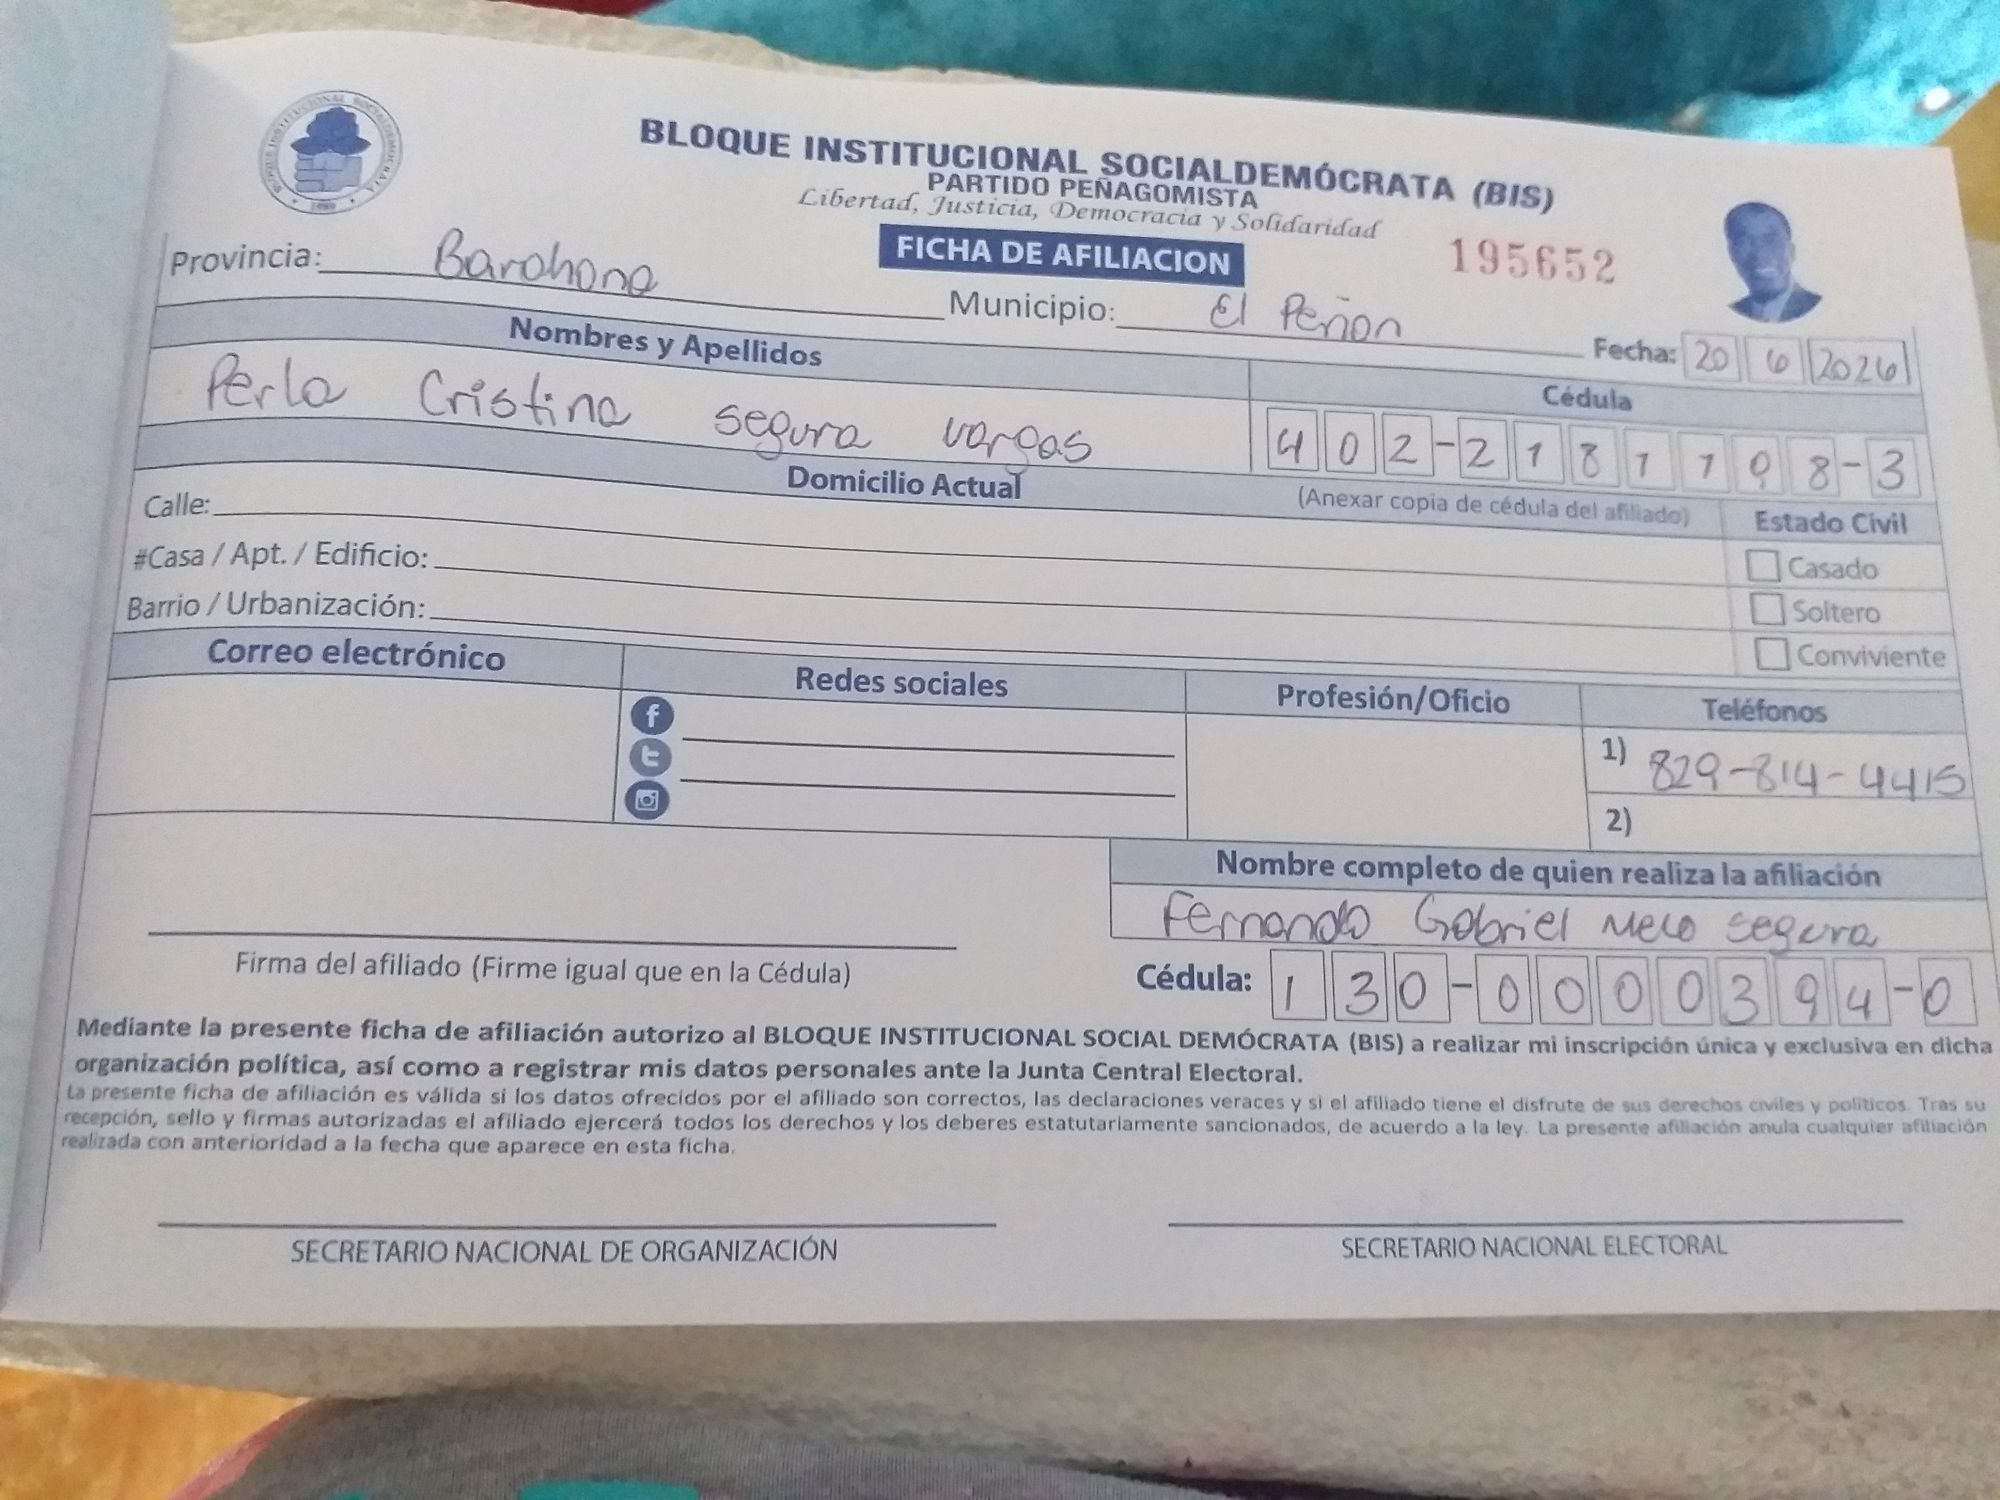 BLOQUE INSTITUCIONAL SOCIALDEMOCRATA
1989
BLOQUE INSTITUCIONAL SOCIALDEMÓCRATA (BIS)
PARTIDO PEÑAGOMISTA
Libertad, Justicia, Democracia y Solidaridad
FICHA DE AFILIACION
195652
Provincia: Barahona
Municipio: El Peñon
Fecha: 20 6 2026
Nombres y Apellidos
Cédula
Perla Cristina segura vargas
402-2181198-3
Domicilio Actual
(Anexar copia de cédula del afiliado)
Estado Civil
Calle:
Casado
#Casa / Apt. / Edificio:
Soltero
Barrio / Urbanización:
Conviviente
Correo electrónico
Redes sociales
Profesión/Oficio
Teléfonos
1) 829-814-4415
2)
Nombre completo de quien realiza la afiliación
Fernando Gabriel Melo segura
Firma del afiliado (Firme igual que en la Cédula)
Cédula: 130-0000394-0
Mediante la presente ficha de afiliación autorizo al BLOQUE INSTITUCIONAL SOCIAL DEMÓCRATA (BIS) a realizar mi inscripción única y exclusiva en dicha
organización política, así como a registrar mis datos personales ante la Junta Central Electoral.
La presente ficha de afiliación es válida si los datos ofrecidos por el afiliado son correctos, las declaraciones veraces y si el afiliado tiene el disfrute de sus derechos civiles y políticos. Tras su
recepción, sello y firmas autorizadas el afiliado ejercerá todos los derechos y los deberes estatutariamente sancionados, de acuerdo a la ley. La presente afiliación anula cualquier afiliación
realizada con anterioridad a la fecha que aparece en esta ficha.
SECRETARIO NACIONAL DE ORGANIZACIÓN
SECRETARIO NACIONAL ELECTORAL